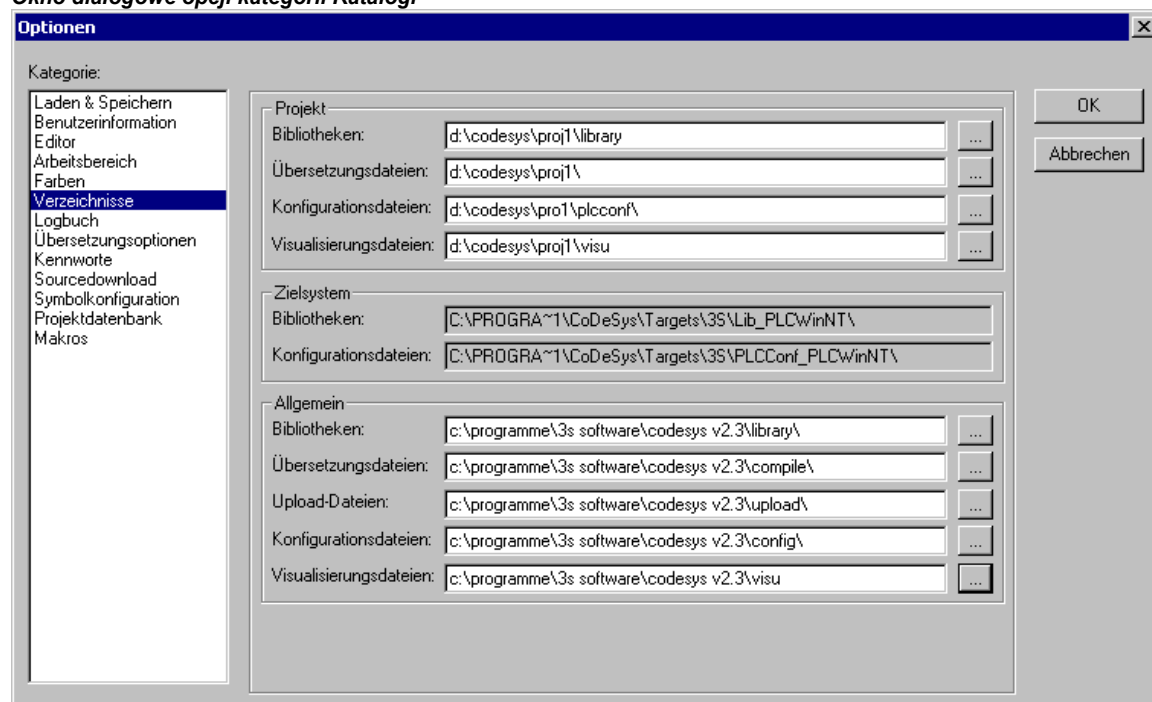 Okno dialogowe opcji kategorii Katalogi
Optionen
Kategorie:
Laden & Speichern
Benutzerinformation
Editor
Arbeitsbereich
Farben
Verzeichnisse
Logbuch
Übersetzungsoptionen
Kennworte
Sourcedownload
Symbolkonfiguration
Projektdatenbank
Makros
Projekt
Bibliotheken: d:\codesys\proj1\library ...
Übersetzungsdateien: d:\codesys\proj1\ ...
Konfigurationsdateien: d:\codesys\pro1\plcconf\ ...
Visualisierungsdateien: d:\codesys\proj1\visu ...
Zielsystem
Bibliotheken: C:\PROGRA~1\CoDeSys\Targets\3S\Lib_PLCWinNT\
Konfigurationsdateien: C:\PROGRA~1\CoDeSys\Targets\3S\PLCConf_PLCWinNT\
Allgemein
Bibliotheken: c:\programme\3s software\codesys v2.3\library\ ...
Übersetzungsdateien: c:\programme\3s software\codesys v2.3\compile\ ...
Upload-Dateien: c:\programme\3s software\codesys v2.3\upload\ ...
Konfigurationsdateien: c:\programme\3s software\codesys v2.3\config\ ...
Visualisierungsdateien: c:\programme\3s software\codesys v2.3\visu ...
OK
Abbrechen